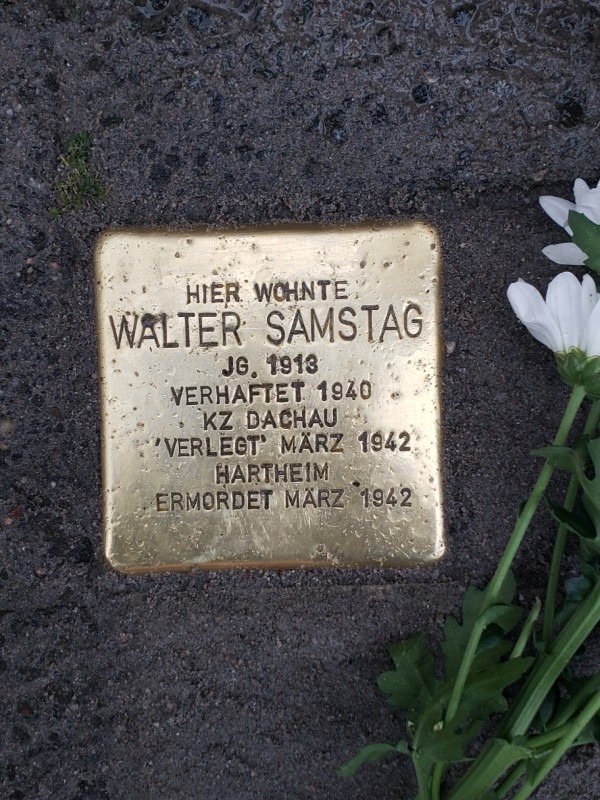 HIER WOHNTE
WALTER SAMSTAG
JG. 1913
VERHAFTET 1940
KZ DACHAU
'VERLEGT' MÄRZ 1942
HARTHEIM
ERMORDET MÄRZ 1942